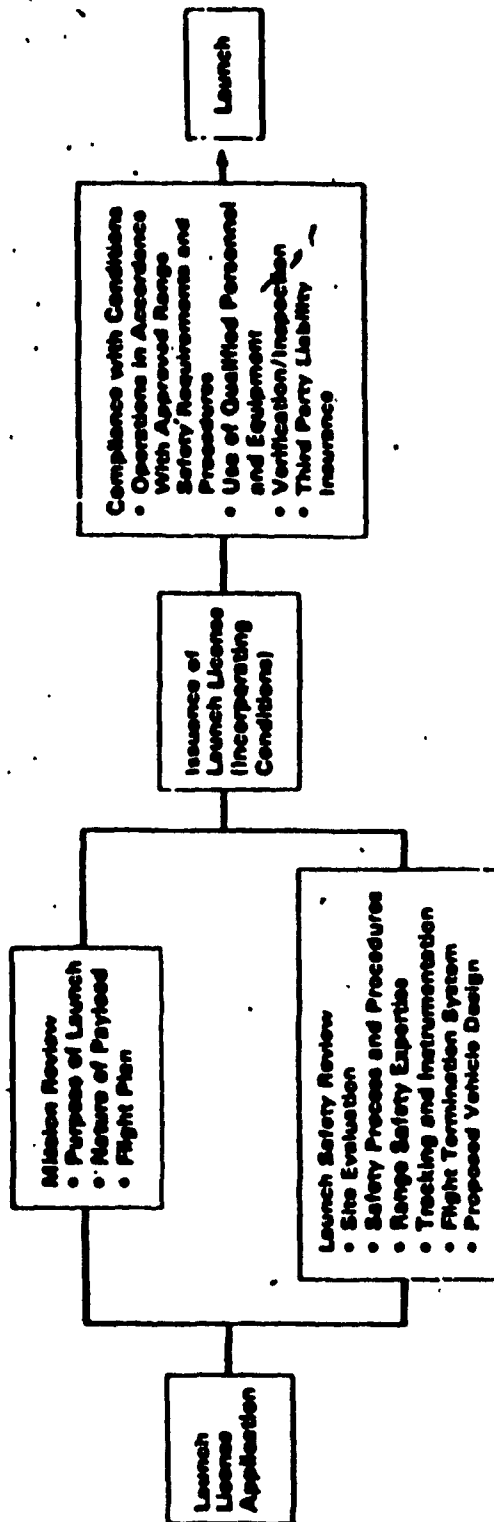 Launch
License
Application
Mission Review
• Purpose of Launch
• Nature of Payload
• Flight Plan
Launch Safety Review
• Site Evaluation
• Safety Process and Procedures
• Range Safety Expertise
• Tracking and Instrumentation
• Flight Termination System
• Proposed Vehicle Design
Issuance of
Launch License
(Incorporating
Conditions)
Compliance with Conditions
• Operations in Accordance
With Approved Range
Safety Requirements and
Procedures
• Use of Qualified Personnel
and Equipment
• Verification/Inspection
• Third Party Liability
Insurance
Launch